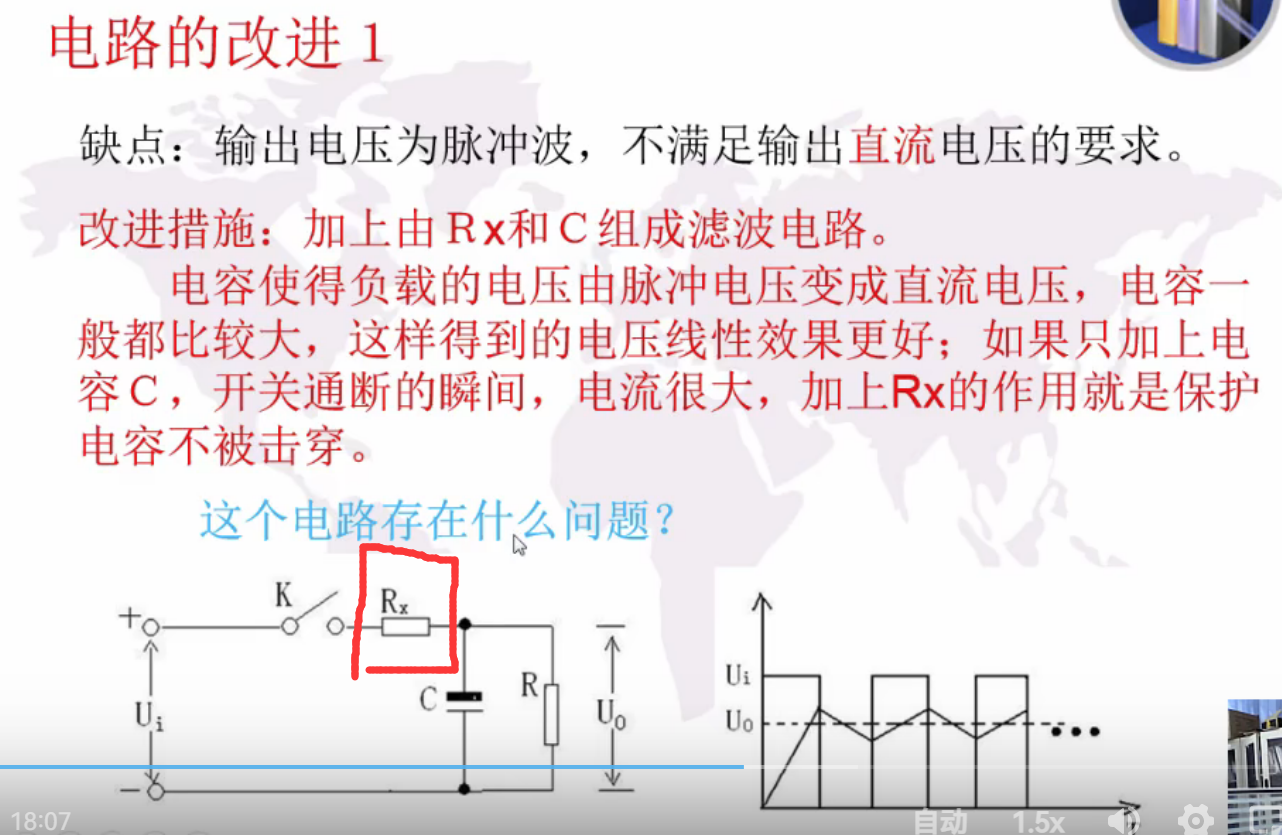 电路的改进１
缺点：输出电压为脉冲波，不满足输出直流电压的要求。
改进措施：加上由Ｒx和Ｃ组成滤波电路。
电容使得负载的电压由脉冲电压变成直流电压，电容一
般都比较大，这样得到的电压线性效果更好；如果只加上电
容Ｃ，开关通断的瞬间，电流很大，加上Rx的作用就是保护
电容不被击穿。
这个电路存在什么问题？
+ K Rx
C R
Ui Uo
−
Ui
Uo
18:07 自动 1.5x